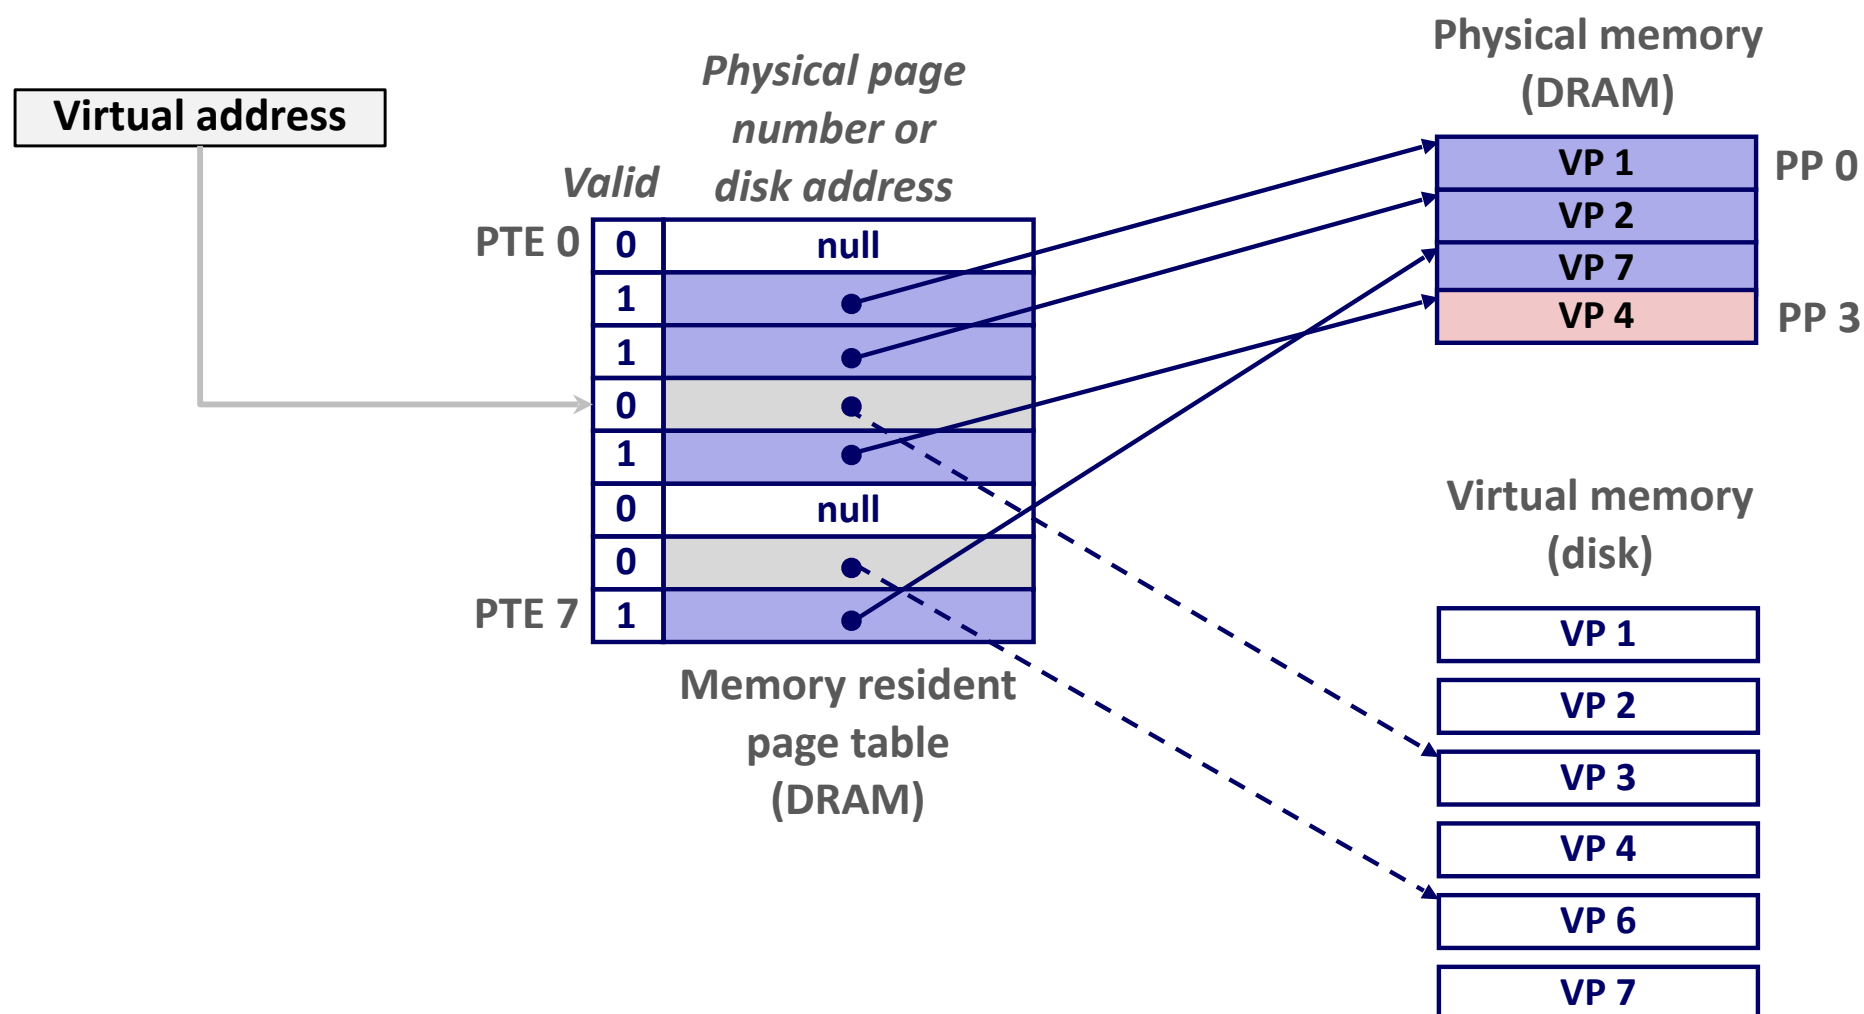 Virtual address
Physical page
number or
disk address
Valid
PTE 0
0
null
1
1
0
1
0
null
0
PTE 7
1
Memory resident
page table
(DRAM)
Physical memory
(DRAM)
VP 1
PP 0
VP 2
VP 7
VP 4
PP 3
Virtual memory
(disk)
VP 1
VP 2
VP 3
VP 4
VP 6
VP 7